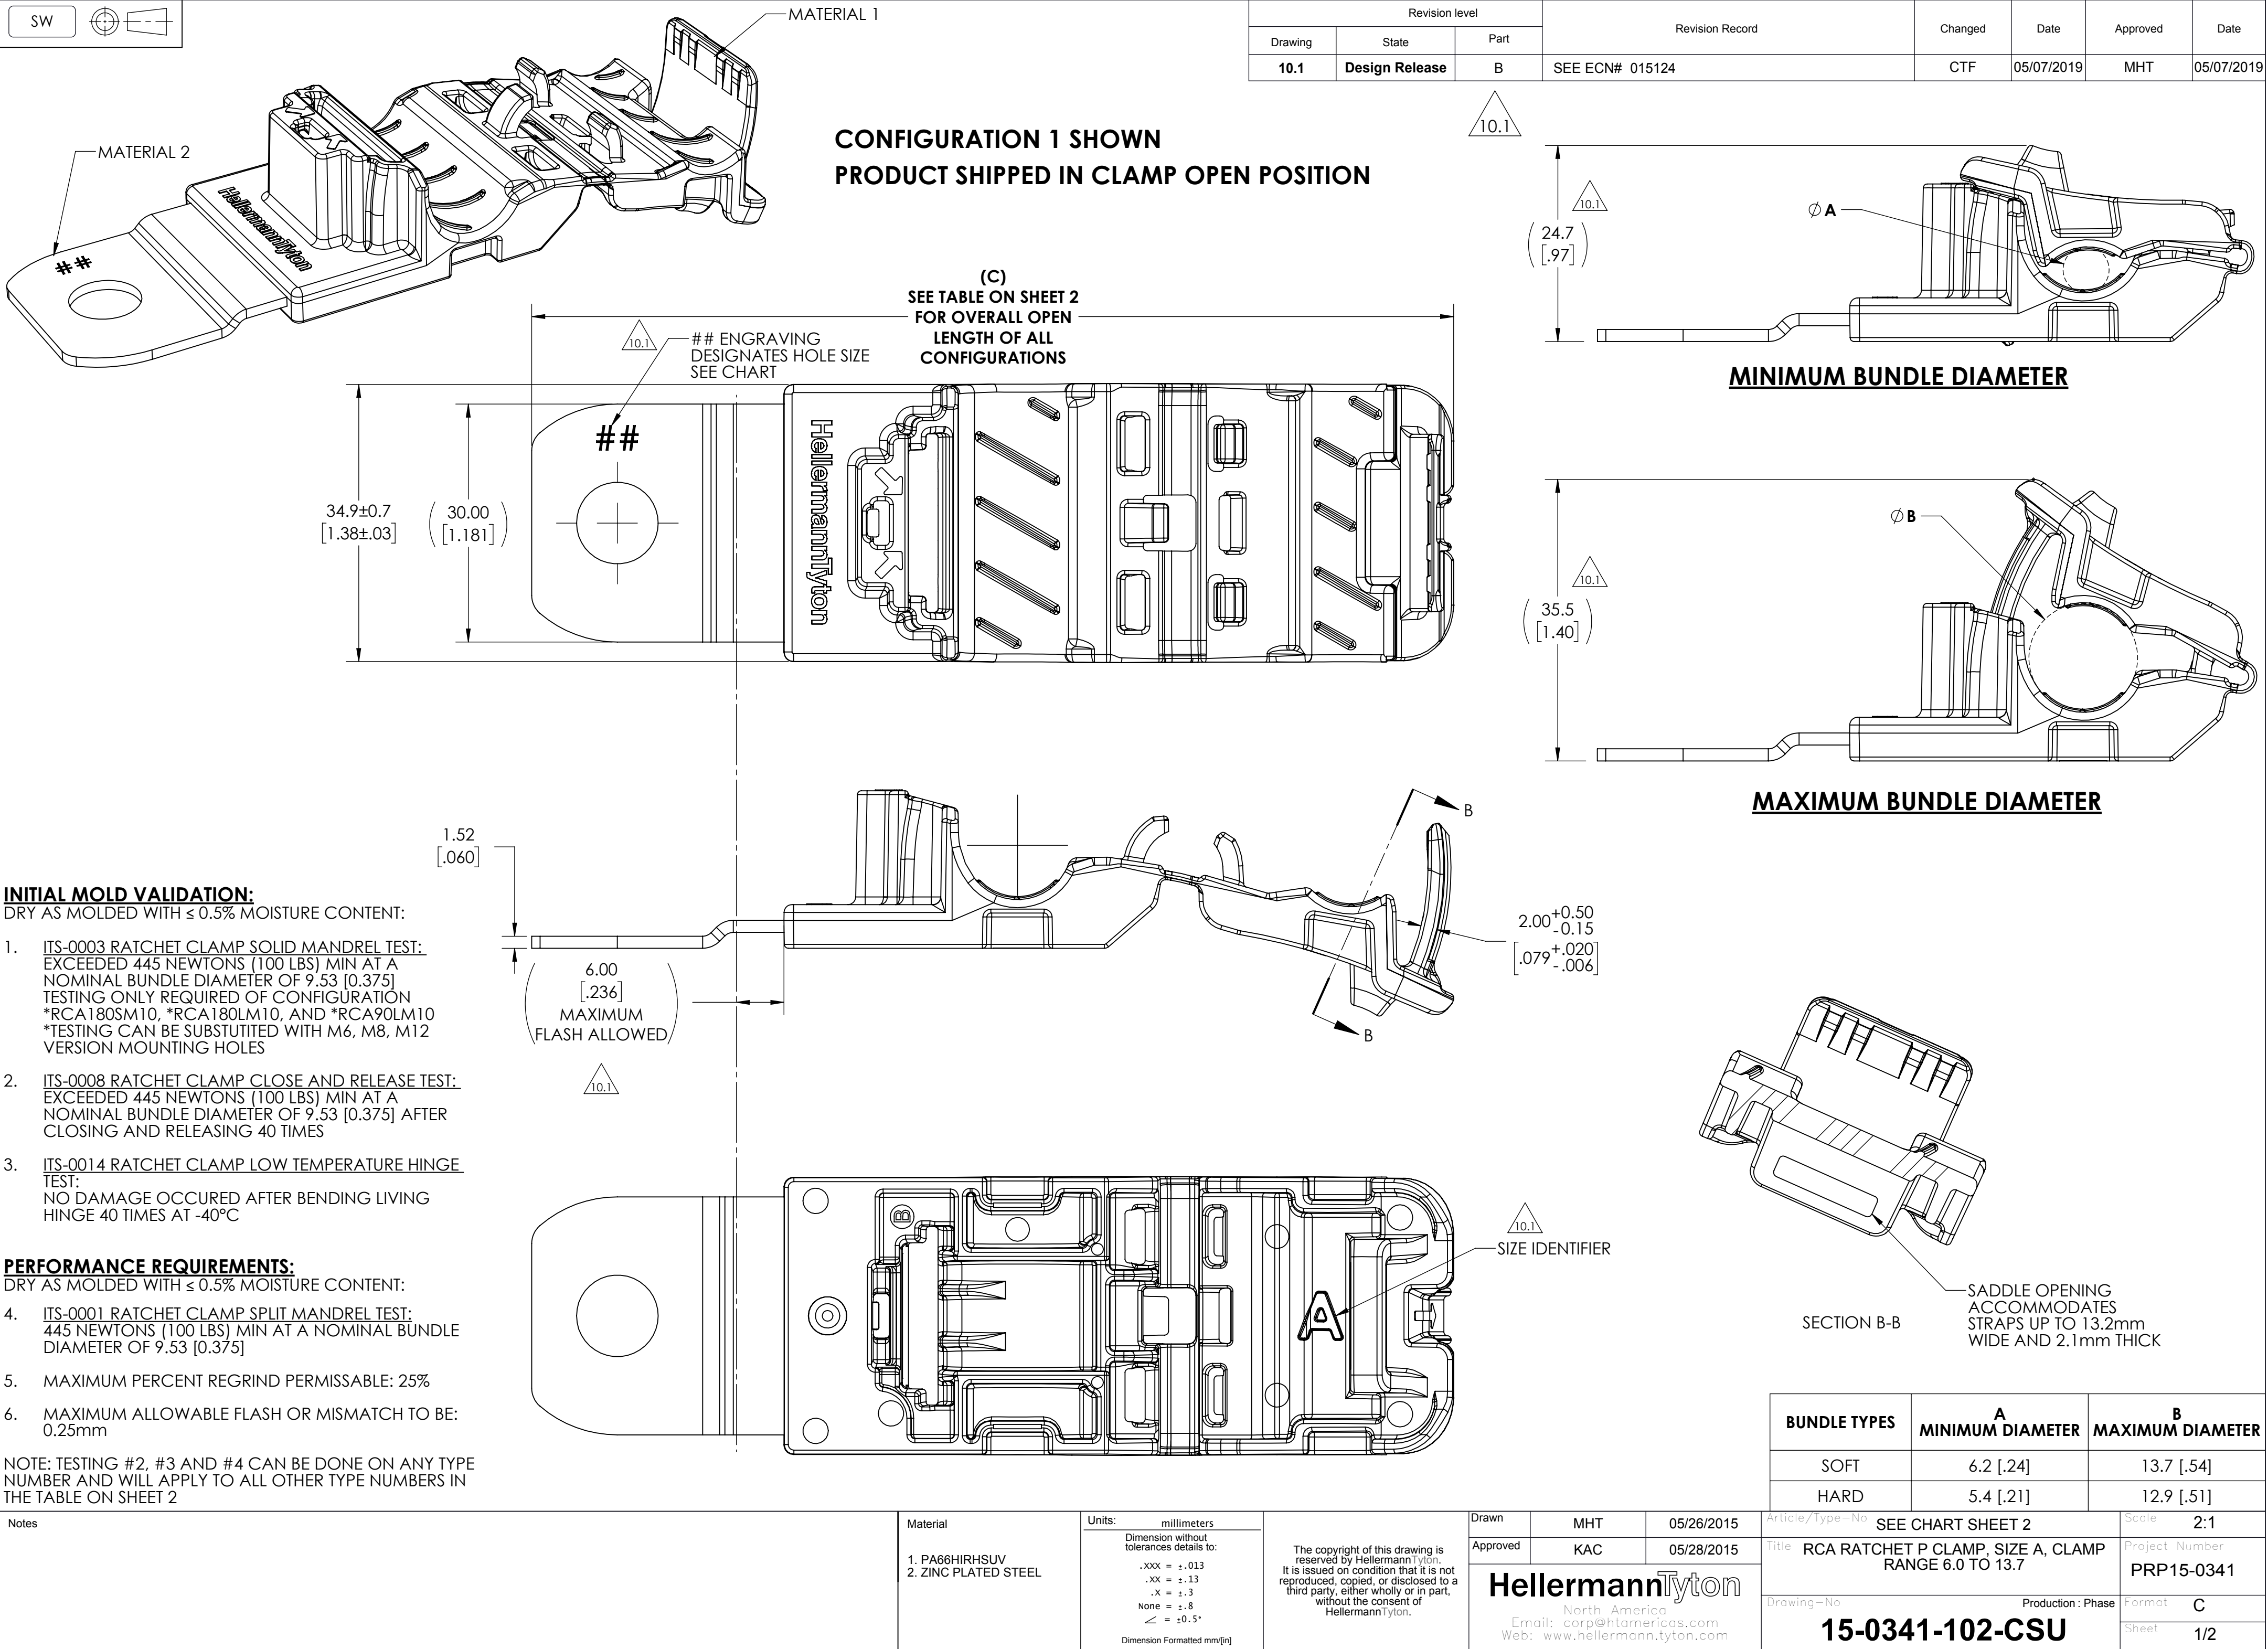 SW
MATERIAL 1
MATERIAL 2
HellermannTyton
##
CONFIGURATION 1 SHOWN
PRODUCT SHIPPED IN CLAMP OPEN POSITION
Revision level
Revision Record
Changed
Date
Approved
Date
Drawing
State
Part
10.1
Design Release
B
SEE ECN# 015124
CTF
05/07/2019
MHT
05/07/2019
10.1
10.1
24.7
[.97]
∅A
MINIMUM BUNDLE DIAMETER
(C)
SEE TABLE ON SHEET 2
FOR OVERALL OPEN
LENGTH OF ALL
CONFIGURATIONS
10.1
## ENGRAVING
DESIGNATES HOLE SIZE
SEE CHART
##
HellermannTyton
34.9±0.7
[1.38±.03]
(30.00
[1.181])
10.1
35.5
[1.40]
∅B
MAXIMUM BUNDLE DIAMETER
1.52
[.060]
6.00
[.236]
MAXIMUM
FLASH ALLOWED
10.1
B
B
2.00 +0.50 -0.15
[.079 +.020 -.006]
INITIAL MOLD VALIDATION:
DRY AS MOLDED WITH ≤ 0.5% MOISTURE CONTENT:
1. ITS-0003 RATCHET CLAMP SOLID MANDREL TEST:
EXCEEDED 445 NEWTONS (100 LBS) MIN AT A
NOMINAL BUNDLE DIAMETER OF 9.53 [0.375]
TESTING ONLY REQUIRED OF CONFIGURATION
*RCA180SM10, *RCA180LM10, AND *RCA90LM10
*TESTING CAN BE SUBSTUTITED WITH M6, M8, M12
VERSION MOUNTING HOLES
2. ITS-0008 RATCHET CLAMP CLOSE AND RELEASE TEST:
EXCEEDED 445 NEWTONS (100 LBS) MIN AT A
NOMINAL BUNDLE DIAMETER OF 9.53 [0.375] AFTER
CLOSING AND RELEASING 40 TIMES
3. ITS-0014 RATCHET CLAMP LOW TEMPERATURE HINGE
TEST:
NO DAMAGE OCCURED AFTER BENDING LIVING
HINGE 40 TIMES AT -40°C
PERFORMANCE REQUIREMENTS:
DRY AS MOLDED WITH ≤ 0.5% MOISTURE CONTENT:
4. ITS-0001 RATCHET CLAMP SPLIT MANDREL TEST:
445 NEWTONS (100 LBS) MIN AT A NOMINAL BUNDLE
DIAMETER OF 9.53 [0.375]
5. MAXIMUM PERCENT REGRIND PERMISSABLE: 25%
6. MAXIMUM ALLOWABLE FLASH OR MISMATCH TO BE:
0.25mm
NOTE: TESTING #2, #3 AND #4 CAN BE DONE ON ANY TYPE
NUMBER AND WILL APPLY TO ALL OTHER TYPE NUMBERS IN
THE TABLE ON SHEET 2
B
A
10.1
SIZE IDENTIFIER
SECTION B-B
SADDLE OPENING
ACCOMMODATES
STRAPS UP TO 13.2mm
WIDE AND 2.1mm THICK
BUNDLE TYPES
A
MINIMUM DIAMETER
B
MAXIMUM DIAMETER
SOFT
6.2 [.24]
13.7 [.54]
HARD
5.4 [.21]
12.9 [.51]
Notes
Material
1. PA66HIRHSUV
2. ZINC PLATED STEEL
Units: millimeters
Dimension without
tolerances details to:
.XXX = ±.013
.XX = ±.13
.X = ±.3
None = ±.8
∠ = ±0.5°
Dimension Formatted mm/[in]
The copyright of this drawing is
reserved by HellermannTyton.
It is issued on condition that it is not
reproduced, copied, or disclosed to a
third party, either wholly or in part,
without the consent of
HellermannTyton.
Drawn
MHT
05/26/2015
Approved
KAC
05/28/2015
HellermannTyton
North America
Email: corp@htamericas.com
Web: www.hellermann.tyton.com
Article/Type-No SEE CHART SHEET 2
Scale 2:1
Title RCA RATCHET P CLAMP, SIZE A, CLAMP
RANGE 6.0 TO 13.7
Project Number
PRP15-0341
Drawing-No
Production : Phase
15-0341-102-CSU
Format C
Sheet 1/2